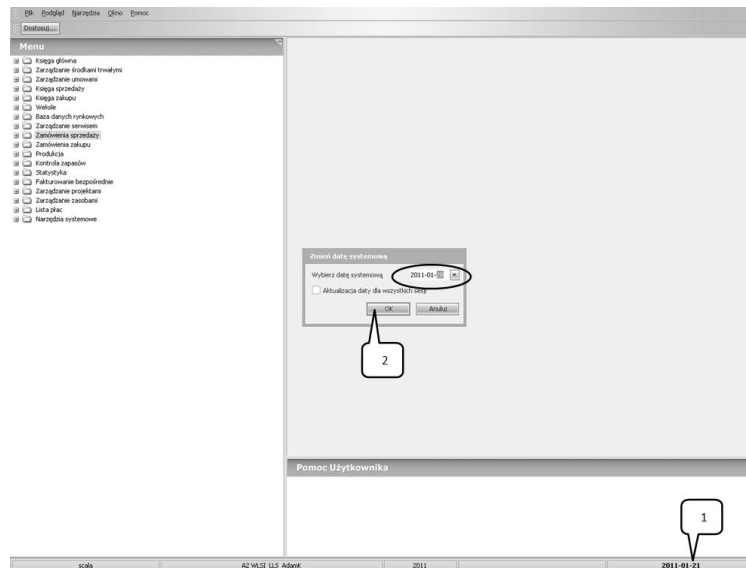 Plik Podgląd Narzędzia Okno Pomoc
Dostosuj...
Menu
Księga główna
Zarządzanie środkami trwałymi
Zarządzanie umowami
Księga sprzedaży
Księga zakupu
Weksle
Baza danych rynkowych
Zarządzanie serwisem
Zamówienia sprzedaży
Zamówienia zakupu
Produkcja
Kontrola zapasów
Statystyka
Fakturowanie bezpośrednie
Zarządzanie projektami
Zarządzanie zasobami
Lista płac
Narzędzia systemowe
Zmień datę systemową
Wybierz datę systemową 2011-01-
Aktualizacja daty dla wszystkich sesji
OK Anuluj
2
Pomoc Użytkownika
1
scala A2 WLSI LLS AdamK 2011 2011-01-21